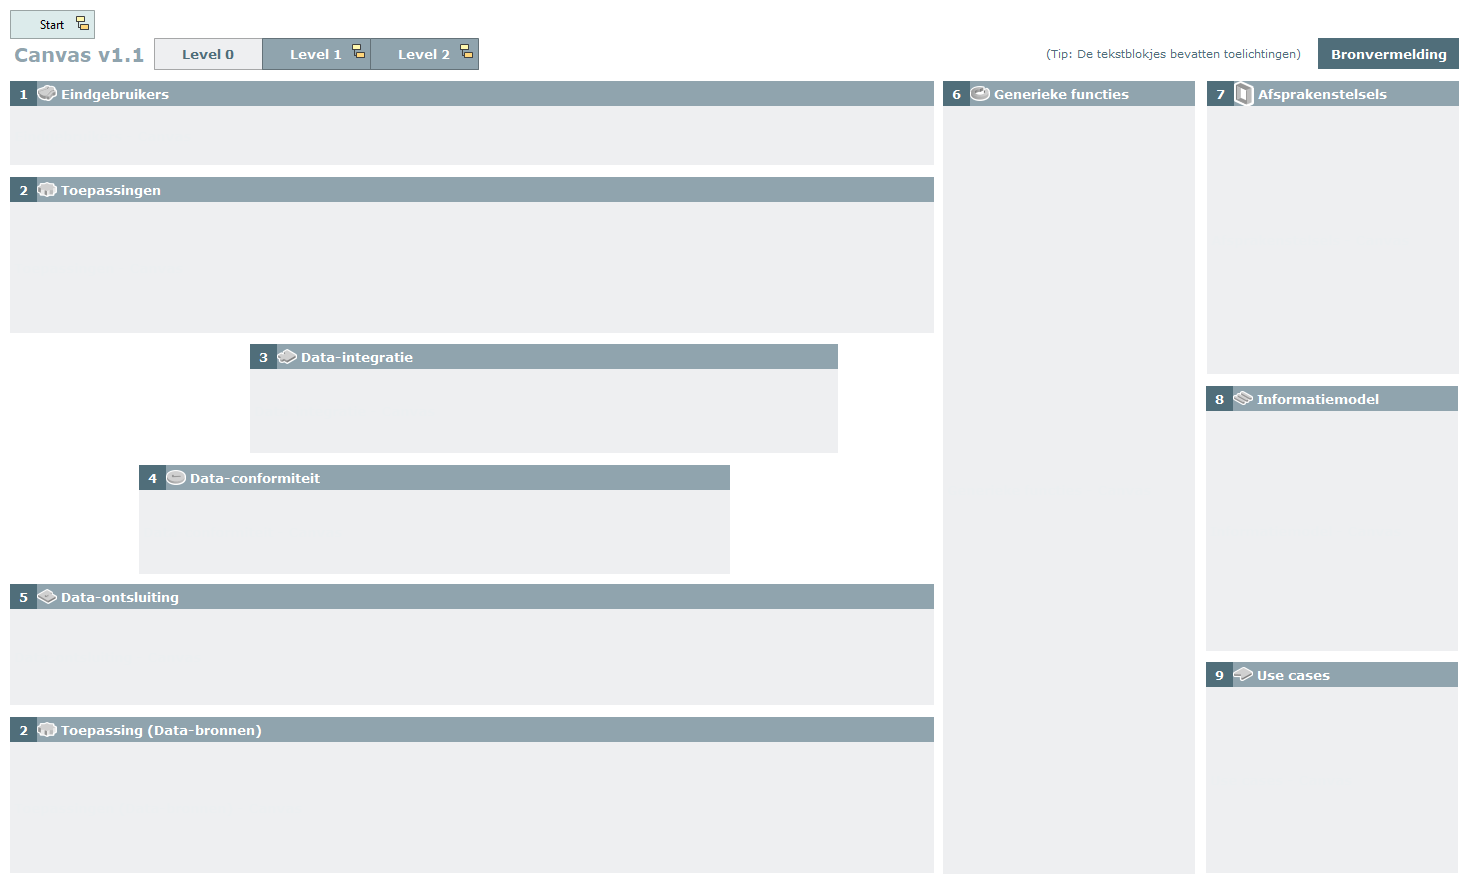 Start
Canvas v1.1
Level 0
Level 1
Level 2
(Tip: De tekstblokjes bevatten toelichtingen)
Bronvermelding
1 Eindgebruikers
2 Toepassingen
3 Data-integratie
4 Data-conformiteit
5 Data-ontsluiting
2 Toepassing (Data-bronnen)
6 Generieke functies
7 Afsprakenstelsels
8 Informatiemodel
9 Use cases